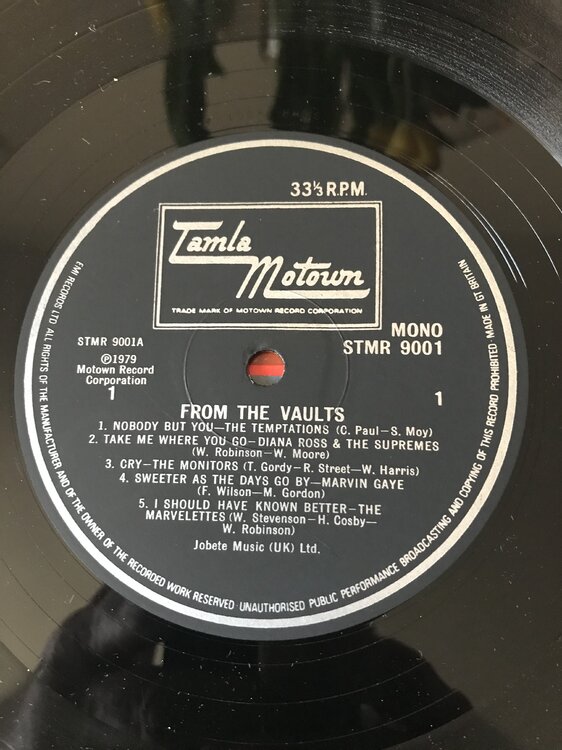 33⅓ R.P.M.
Tamla
Motown
TRADE MARK OF MOTOWN RECORD CORPORATION
MONO
STMR 9001A
STMR 9001
℗1979
Motown Record
Corporation
1
1
FROM THE VAULTS
1. NOBODY BUT YOU—THE TEMPTATIONS (C. Paul—S. Moy)
2. TAKE ME WHERE YOU GO—DIANA ROSS & THE SUPREMES
(W. Robinson—W. Moore)
3. CRY—THE MONITORS (T. Gordy—R. Street—W. Harris)
4. SWEETER AS THE DAYS GO BY—MARVIN GAYE
(F. Wilson—M. Gordon)
5. I SHOULD HAVE KNOWN BETTER—THE
MARVELETTES (W. Stevenson—H. Cosby—
W. Robinson)
Jobete Music (UK) Ltd.
EMI RECORDS LTD ALL RIGHTS OF THE MANUFACTURER AND OF THE OWNER OF THE RECORDED WORK RESERVED · UNAUTHORISED PUBLIC PERFORMANCE BROADCASTING AND COPYING OF THIS RECORD PROHIBITED · MADE IN GT BRITAIN